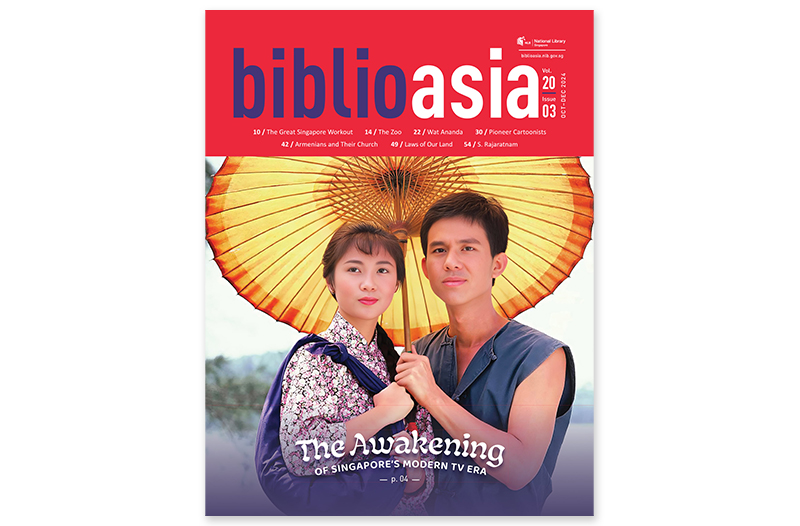 NLB National Library
Singapore
biblioasia.nlb.gov.sg
biblioasia
Vol.
20
Issue
03
OCT–DEC 2024
10 / The Great Singapore Workout 14 / The Zoo 22 / Wat Ananda 30 / Pioneer Cartoonists
42 / Armenians and Their Church 49 / Laws of Our Land 54 / S. Rajaratnam
The Awakening
OF SINGAPORE'S MODERN TV ERA
— p. 04 —